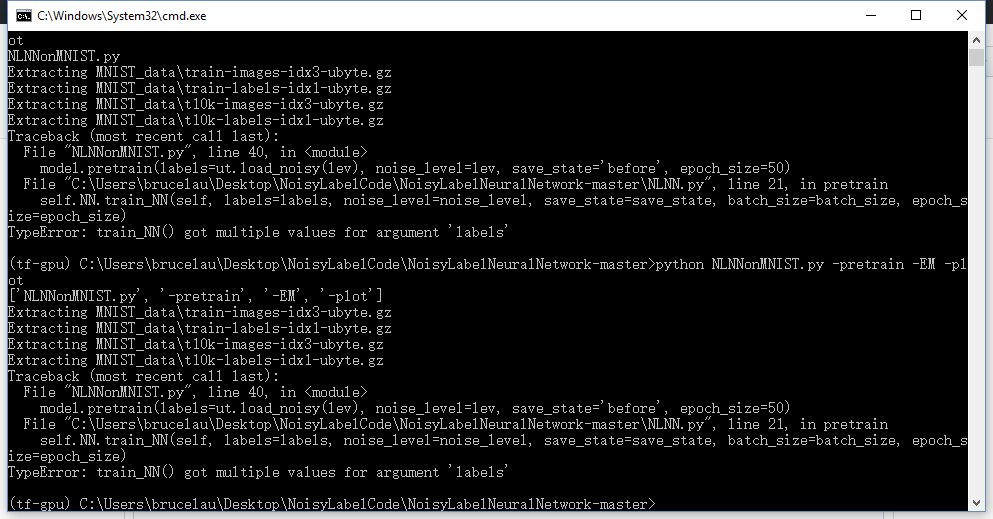 C:\Windows\System32\cmd.exe
ot
NLNNonMNIST.py
Extracting MNIST_data\train-images-idx3-ubyte.gz
Extracting MNIST_data\train-labels-idx1-ubyte.gz
Extracting MNIST_data\t10k-images-idx3-ubyte.gz
Extracting MNIST_data\t10k-labels-idx1-ubyte.gz
Traceback (most recent call last):
  File "NLNNonMNIST.py", line 40, in <module>
    model.pretrain(labels=ut.load_noisy(lev), noise_level=lev, save_state='before', epoch_size=50)
  File "C:\Users\brucelau\Desktop\NoisyLabelCode\NoisyLabelNeuralNetwork-master\NLNN.py", line 21, in pretrain
    self.NN.train_NN(self, labels=labels, noise_level=noise_level, save_state=save_state, batch_size=batch_size, epoch_s
ize=epoch_size)
TypeError: train_NN() got multiple values for argument 'labels'
(tf-gpu) C:\Users\brucelau\Desktop\NoisyLabelCode\NoisyLabelNeuralNetwork-master>python NLNNonMNIST.py -pretrain -EM -pl
ot
['NLNNonMNIST.py', '-pretrain', '-EM', '-plot']
Extracting MNIST_data\train-images-idx3-ubyte.gz
Extracting MNIST_data\train-labels-idx1-ubyte.gz
Extracting MNIST_data\t10k-images-idx3-ubyte.gz
Extracting MNIST_data\t10k-labels-idx1-ubyte.gz
Traceback (most recent call last):
  File "NLNNonMNIST.py", line 40, in <module>
    model.pretrain(labels=ut.load_noisy(lev), noise_level=lev, save_state='before', epoch_size=50)
  File "C:\Users\brucelau\Desktop\NoisyLabelCode\NoisyLabelNeuralNetwork-master\NLNN.py", line 21, in pretrain
    self.NN.train_NN(self, labels=labels, noise_level=noise_level, save_state=save_state, batch_size=batch_size, epoch_s
ize=epoch_size)
TypeError: train_NN() got multiple values for argument 'labels'
(tf-gpu) C:\Users\brucelau\Desktop\NoisyLabelCode\NoisyLabelNeuralNetwork-master>